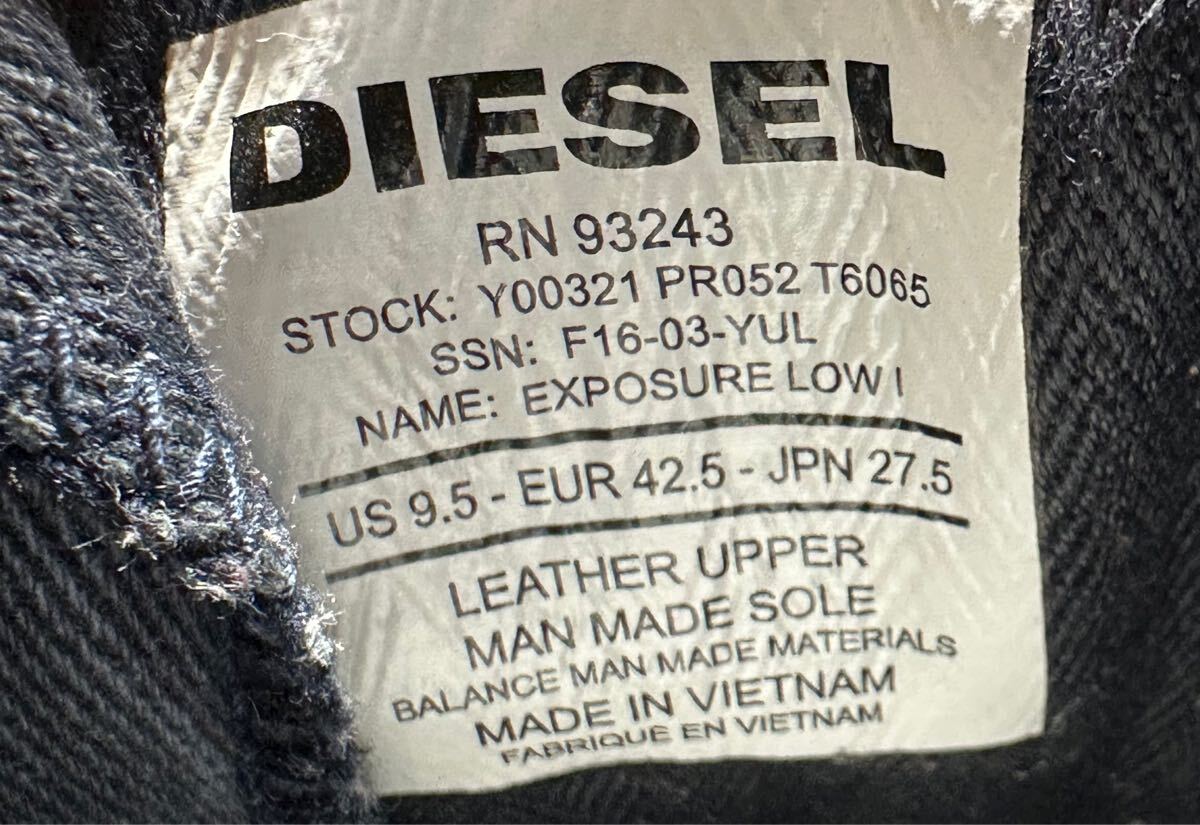 DIESEL
RN 93243
STOCK: Y00321 PR052 T6065
SSN: F16-03-YUL
NAME: EXPOSURE LOW I
US 9.5 - EUR 42.5 - JPN 27.5
LEATHER UPPER
MAN MADE SOLE
BALANCE MAN MADE MATERIALS
MADE IN VIETNAM
FABRIQUE EN VIETNAM